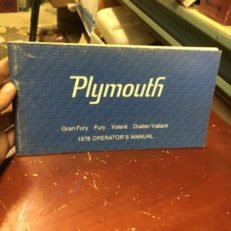 Plymouth
Gran Fury Fury Volaré Duster/Valiant
1976 OPERATOR'S MANUAL